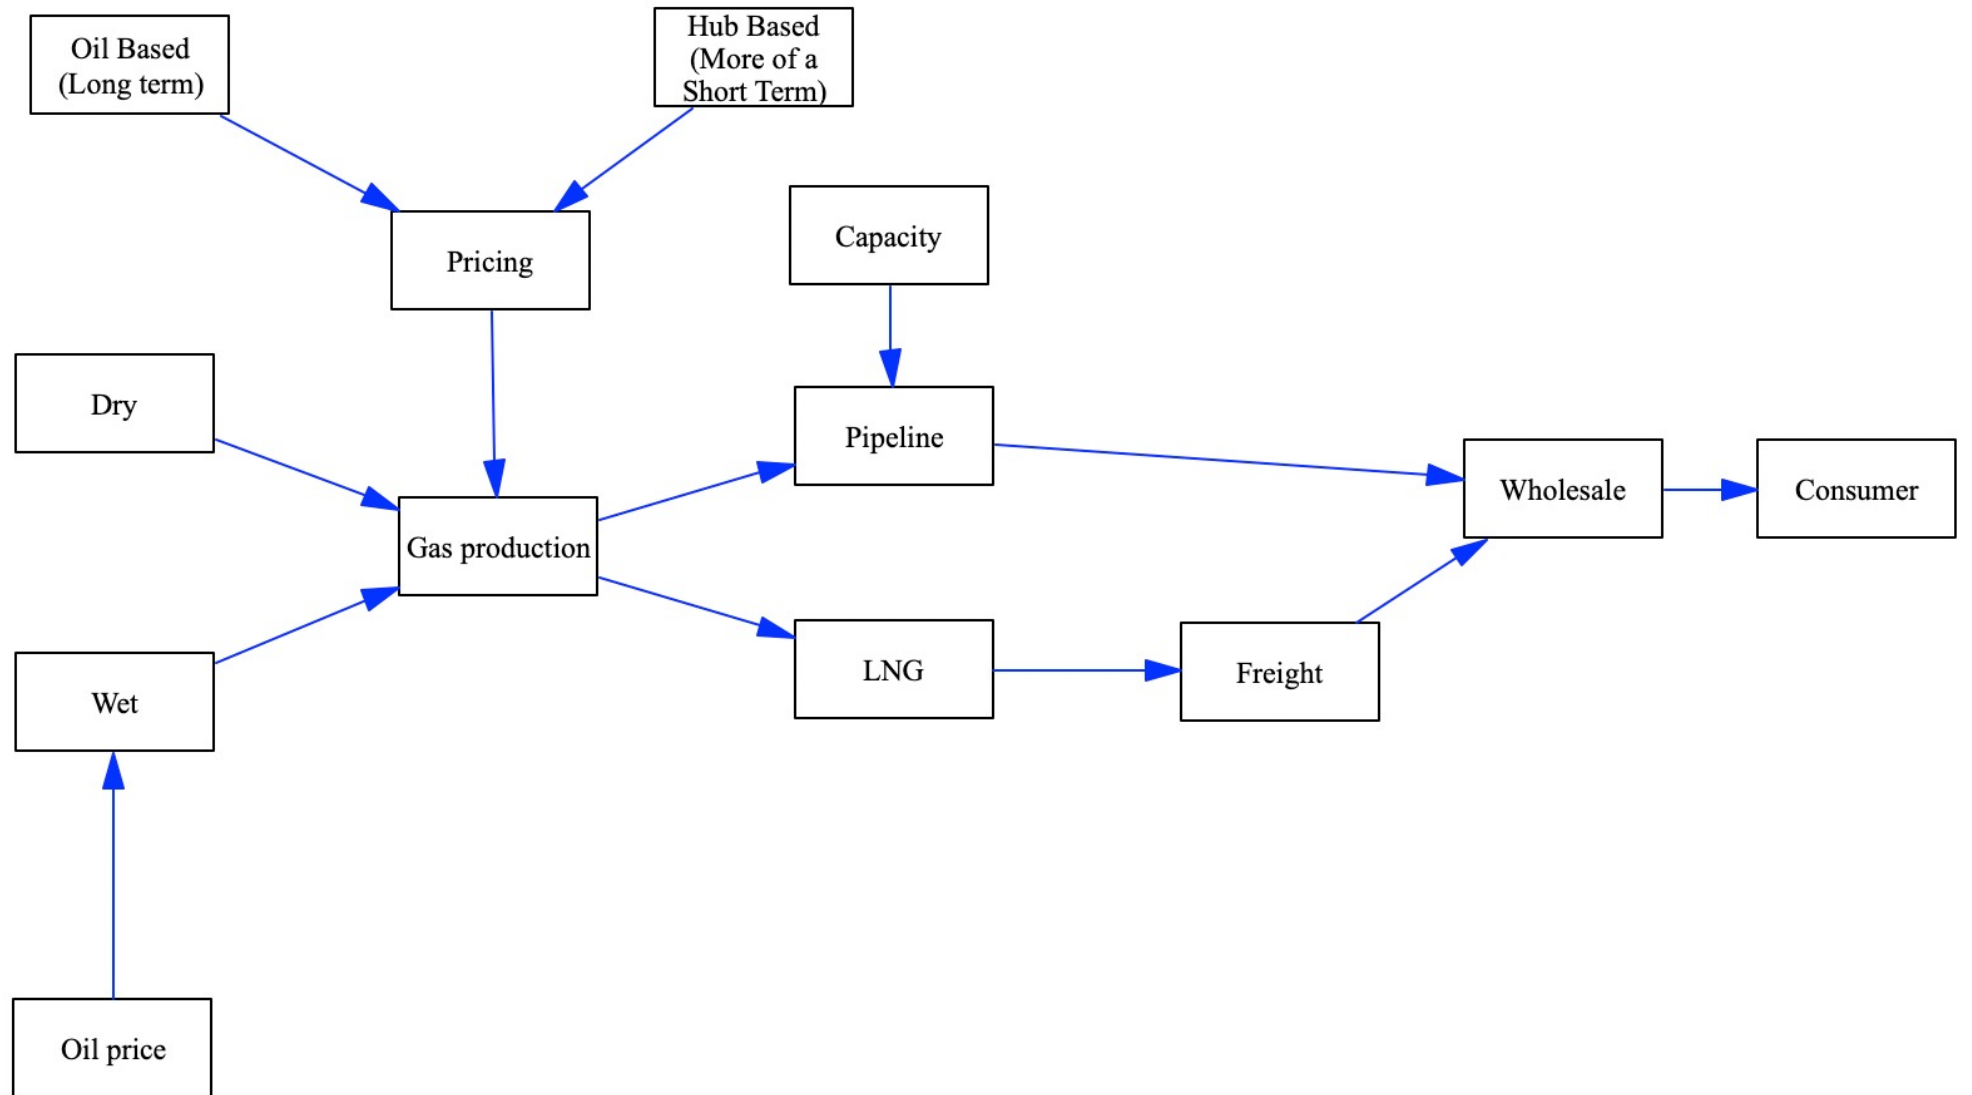 Oil Based
(Long term)
Hub Based
(More of a
Short Term)
Pricing
Capacity
Dry
Pipeline
Gas production
Wholesale
Consumer
Wet
LNG
Freight
Oil price